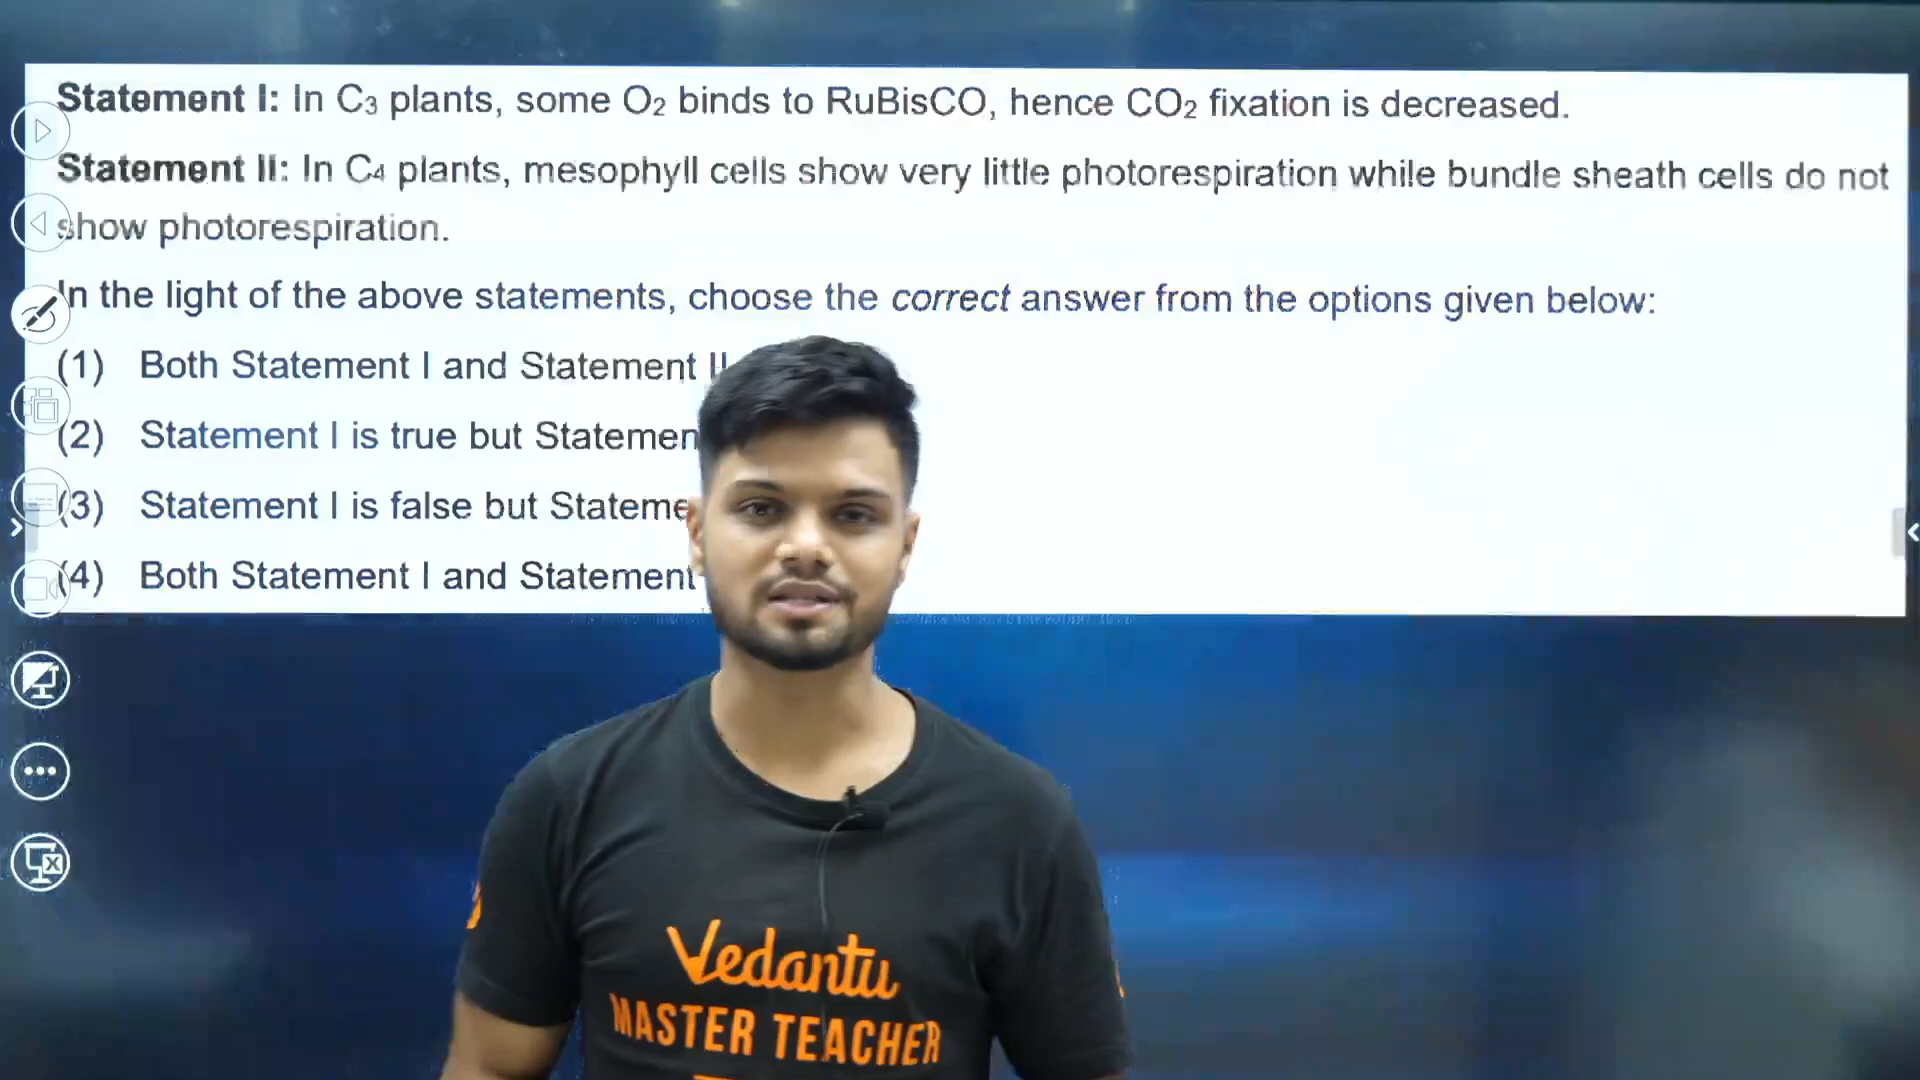 Statement I: In C₃ plants, some O₂ binds to RuBisCO, hence CO₂ fixation is decreased.
Statement II: In C₄ plants, mesophyll cells show very little photorespiration while bundle sheath cells do not
show photorespiration.
In the light of the above statements, choose the correct answer from the options given below:
(1) Both Statement I and Statement II
(2) Statement I is true but
(3) Statement I is false but
(4) Both Statement I and Statement
Vedantu
MASTER TEACHER